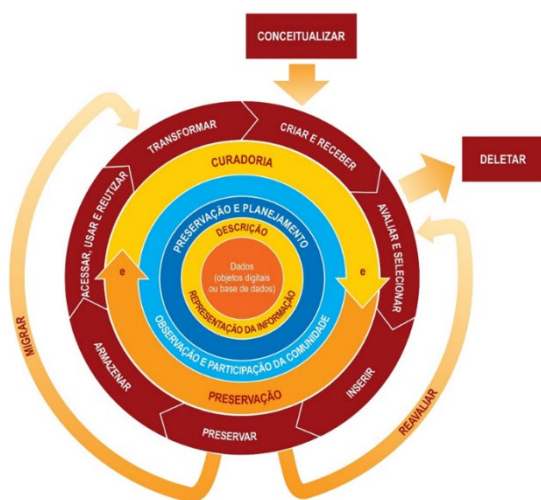 CONCEITUALIZAR
CRIAR E RECEBER
DELETAR
AVALIAR E SELECIONAR
INSERIR
REAVALIAR
PRESERVAR
ARMAZENAR
MIGRAR
ACESSAR, USAR E REUTIZAR
TRANSFORMAR
CURADORIA
e
PRESERVAÇÃO
e
PRESERVAÇÃO E PLANEJAMENTO
OBSERVAÇÃO E PARTICIPAÇÃO DA COMUNIDADE
DESCRIÇÃO
REPRESENTAÇÃO DA INFORMAÇÃO
Dados
(objetos digitais
ou base de dados)